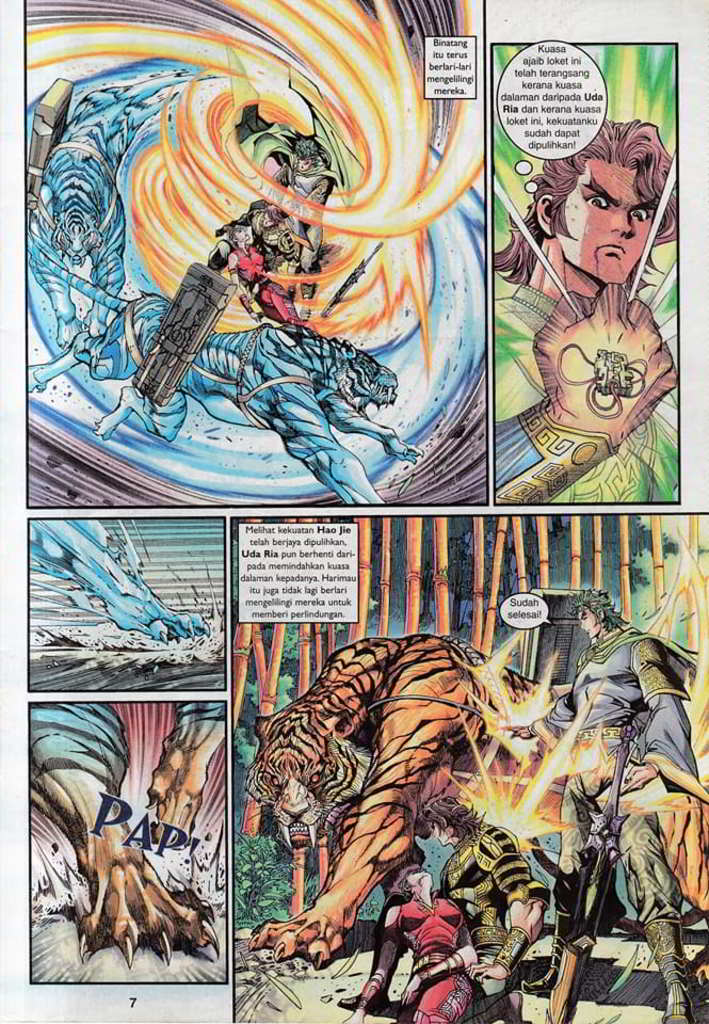 Binatang
itu terus
berlari-lari
mengelilingi
mereka.
Kuasa
ajaib loket ini
telah terangsang
kerana kuasa
dalaman daripada Uda
Ria dan kerana kuasa
loket ini, kekuatanku
sudah dapat
dipulihkan!
Melihat kekuatan Hao Jie
telah berjaya dipulihkan,
Uda Ria pun berhenti dari-
pada memindahkan kuasa
dalaman kepadanya. Harimau
itu juga tidak lagi berlari
mengelilingi mereka untuk
memberi perlindungan.
Sudah
selesai!
PAP!
7